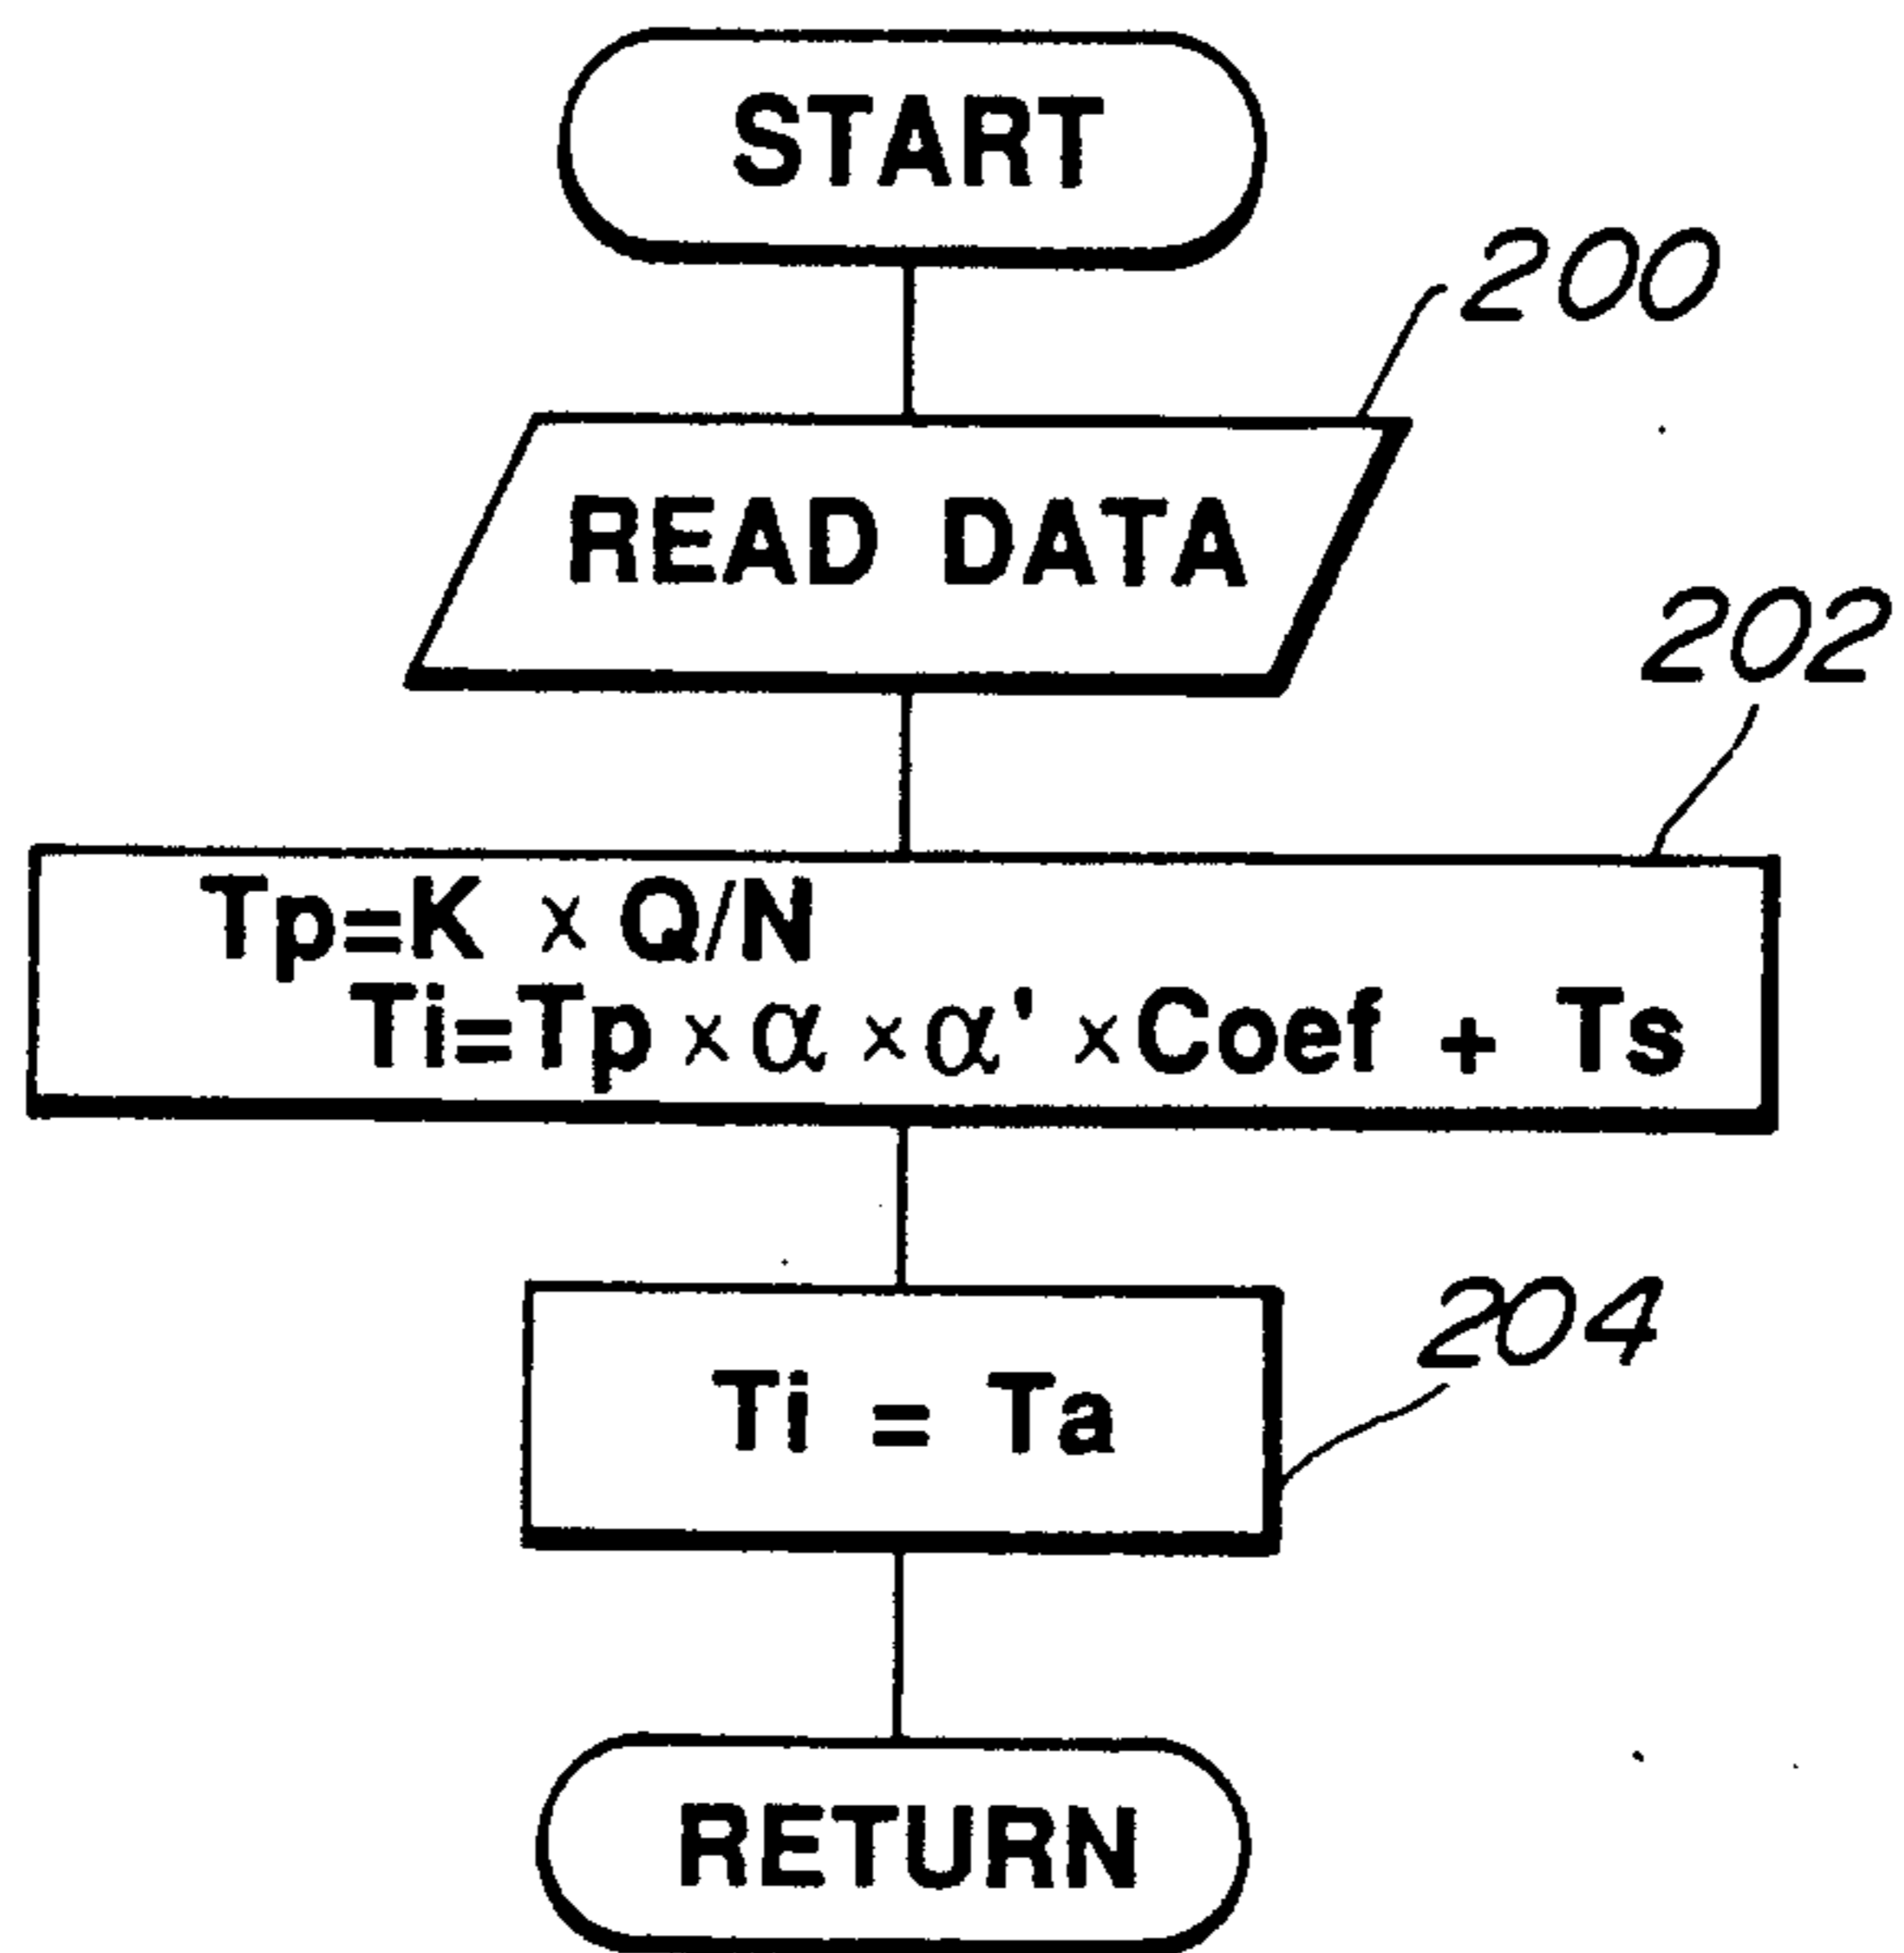 START
200
READ DATA
202
Tp=K × Q/N
Ti=Tp × α × α' ×Coef + Ts
204
Ti = Ta
RETURN